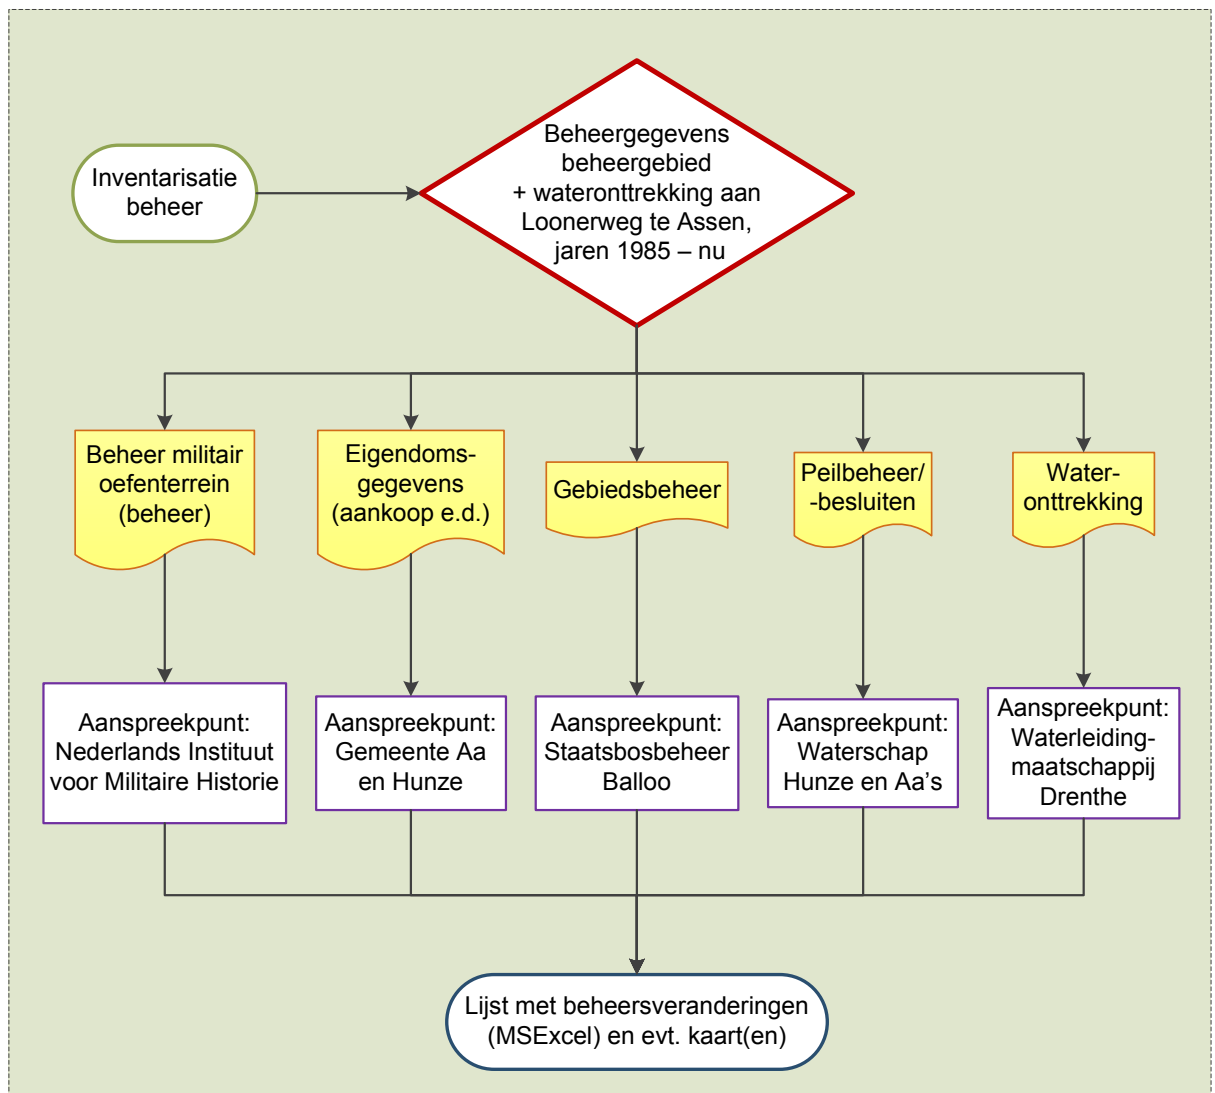 Inventarisatie
beheer
Beheergegevens
beheergebied
+ wateronttrekking aan
Loonerweg te Assen,
jaren 1985 – nu
Beheer militair
oefenterrein
(beheer)
Eigendoms-
gegevens
(aankoop e.d.)
Gebiedsbeheer
Peilbeheer/
-besluiten
Water-
onttrekking
Aanspreekpunt:
Nederlands Instituut
voor Militaire Historie
Aanspreekpunt:
Gemeente Aa
en Hunze
Aanspreekpunt:
Staatsbosbeheer
Balloo
Aanspreekpunt:
Waterschap
Hunze en Aa’s
Aanspreekpunt:
Waterleiding-
maatschappij
Drenthe
Lijst met beheersveranderingen
(MSExcel) en evt. kaart(en)